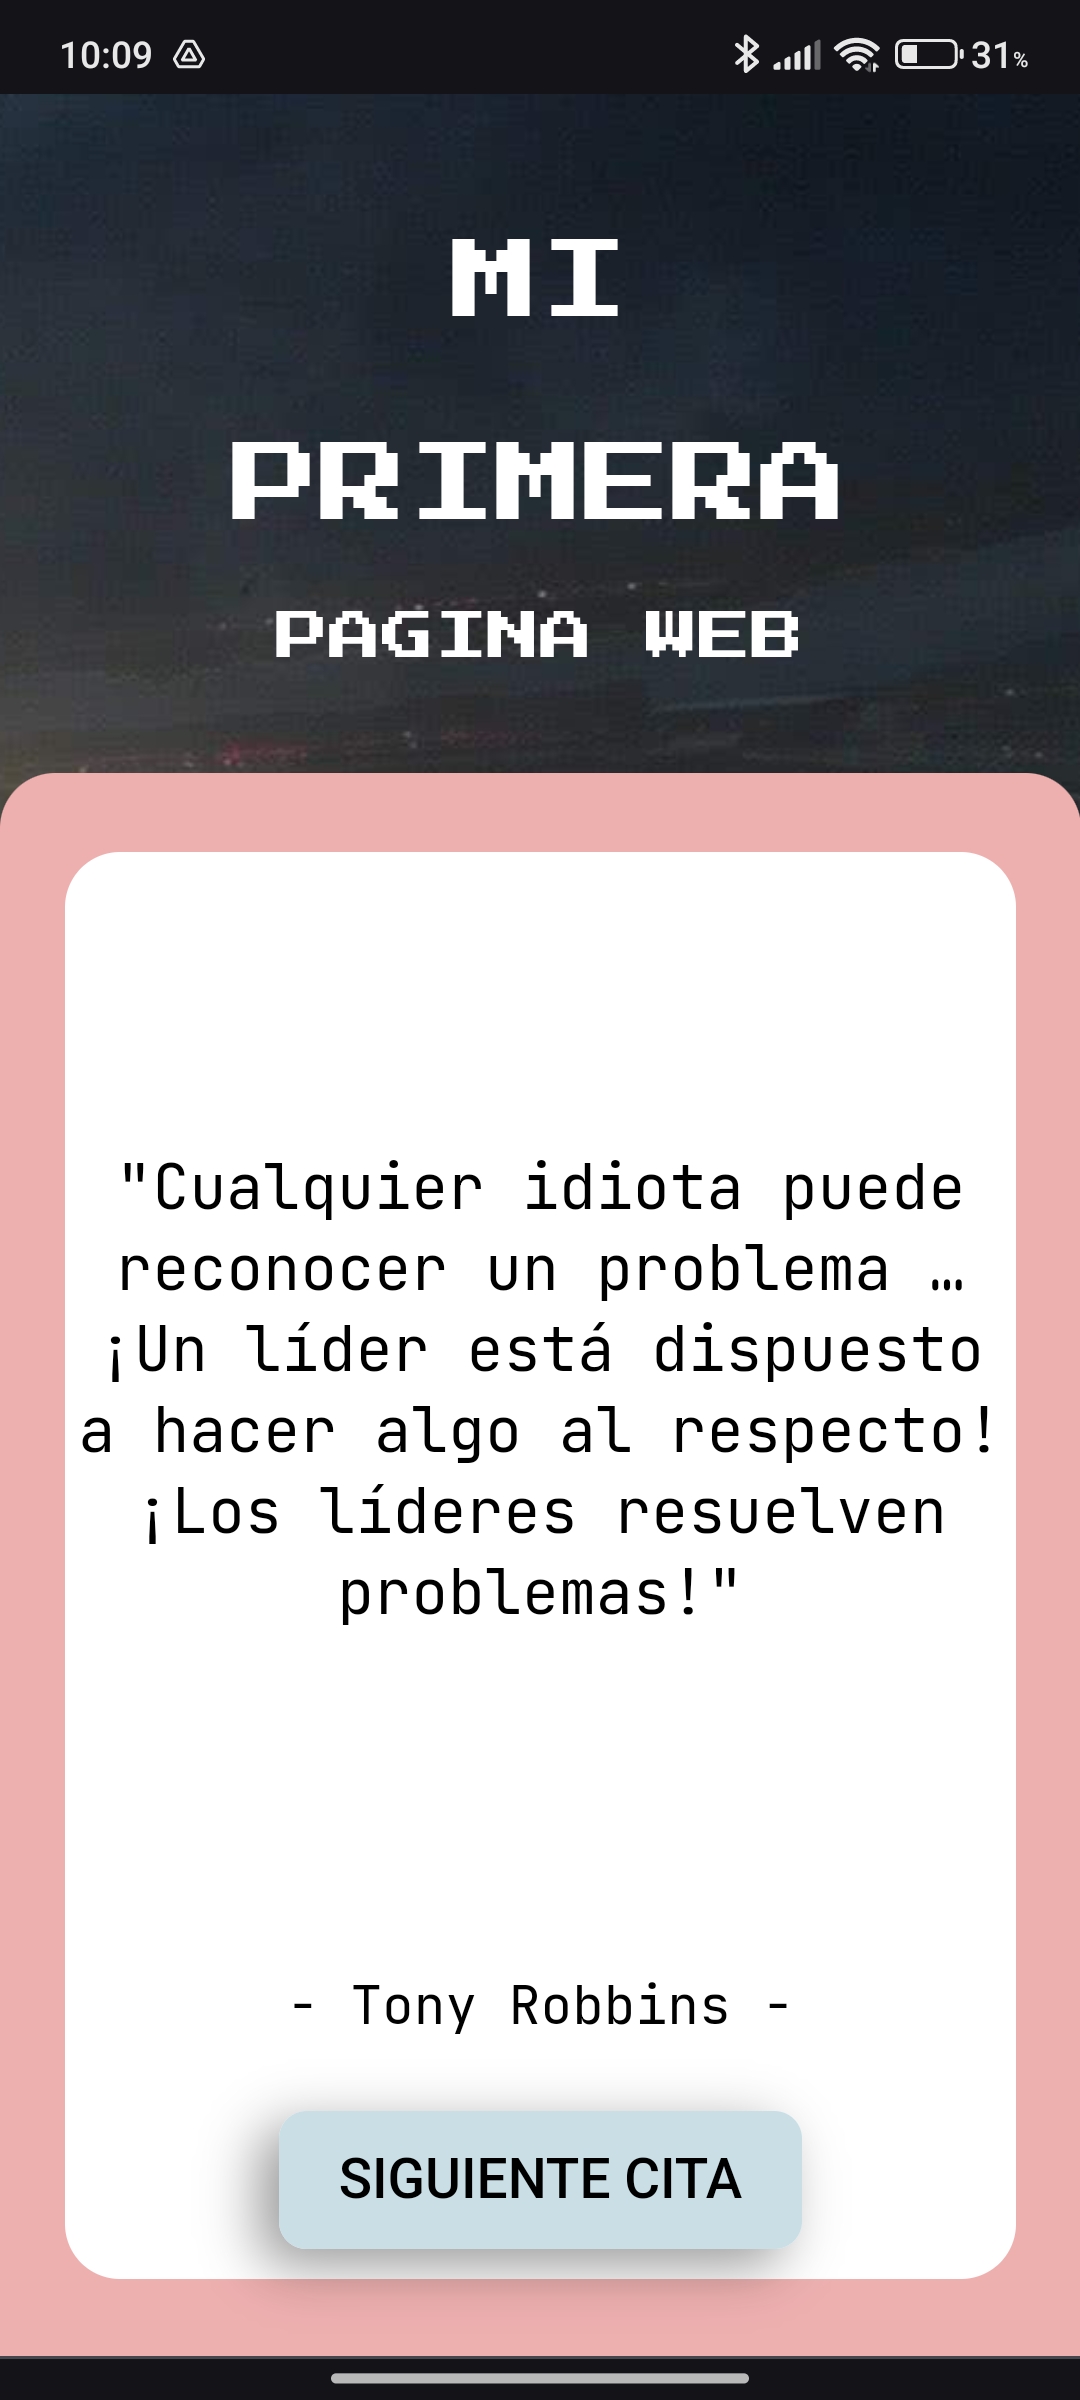 10:09
31%
MI
PRIMERA
PAGINA WEB
"Cualquier idiota puede
reconocer un problema …
¡Un líder está dispuesto
a hacer algo al respecto!
¡Los líderes resuelven
problemas!"
- Tony Robbins -
SIGUIENTE CITA